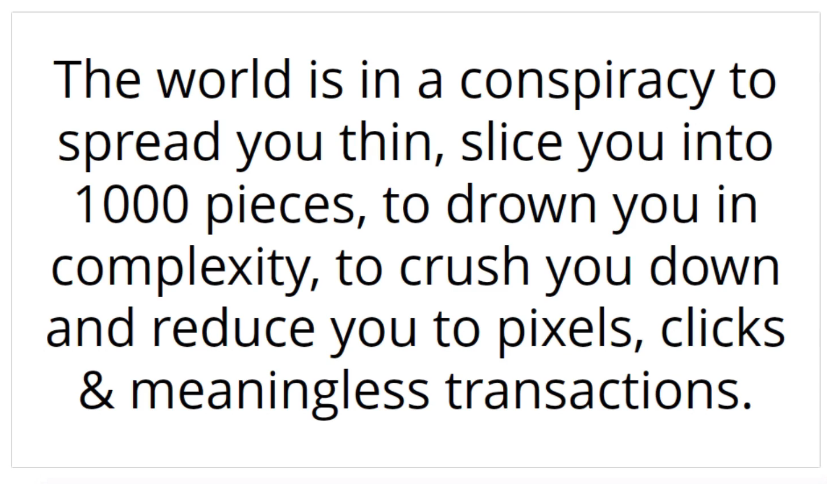 The world is in a conspiracy to
spread you thin, slice you into
1000 pieces, to drown you in
complexity, to crush you down
and reduce you to pixels, clicks
& meaningless transactions.